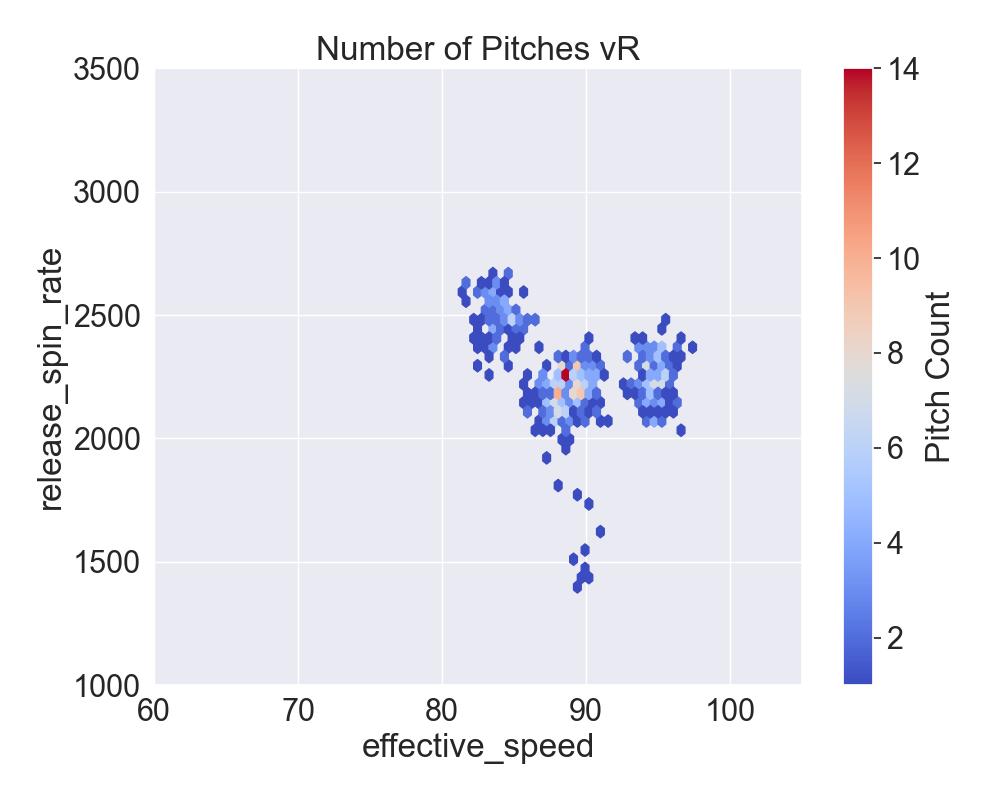 Number of Pitches vR
3500
3000
2500
2000
1500
1000
release_spin_rate
60 70 80 90 100
effective_speed
14
12
10
8
6
4
2
Pitch Count